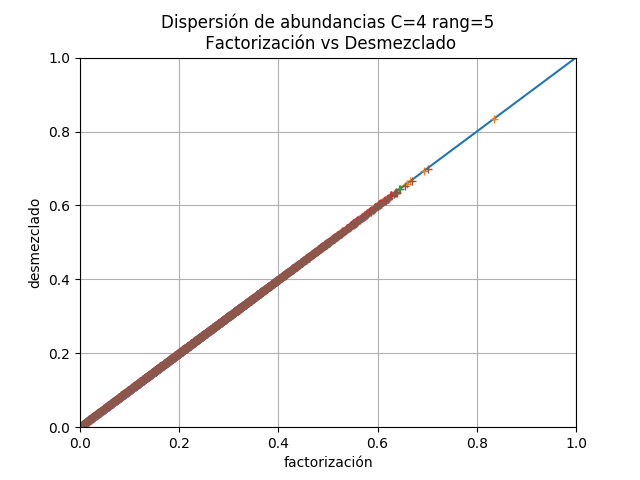 Dispersión de abundancias C=4 rang=5
Factorización vs Desmezclado
1.0
0.8
0.6
0.4
0.2
0.0
desmezclado
0.0 0.2 0.4 0.6 0.8 1.0
factorización